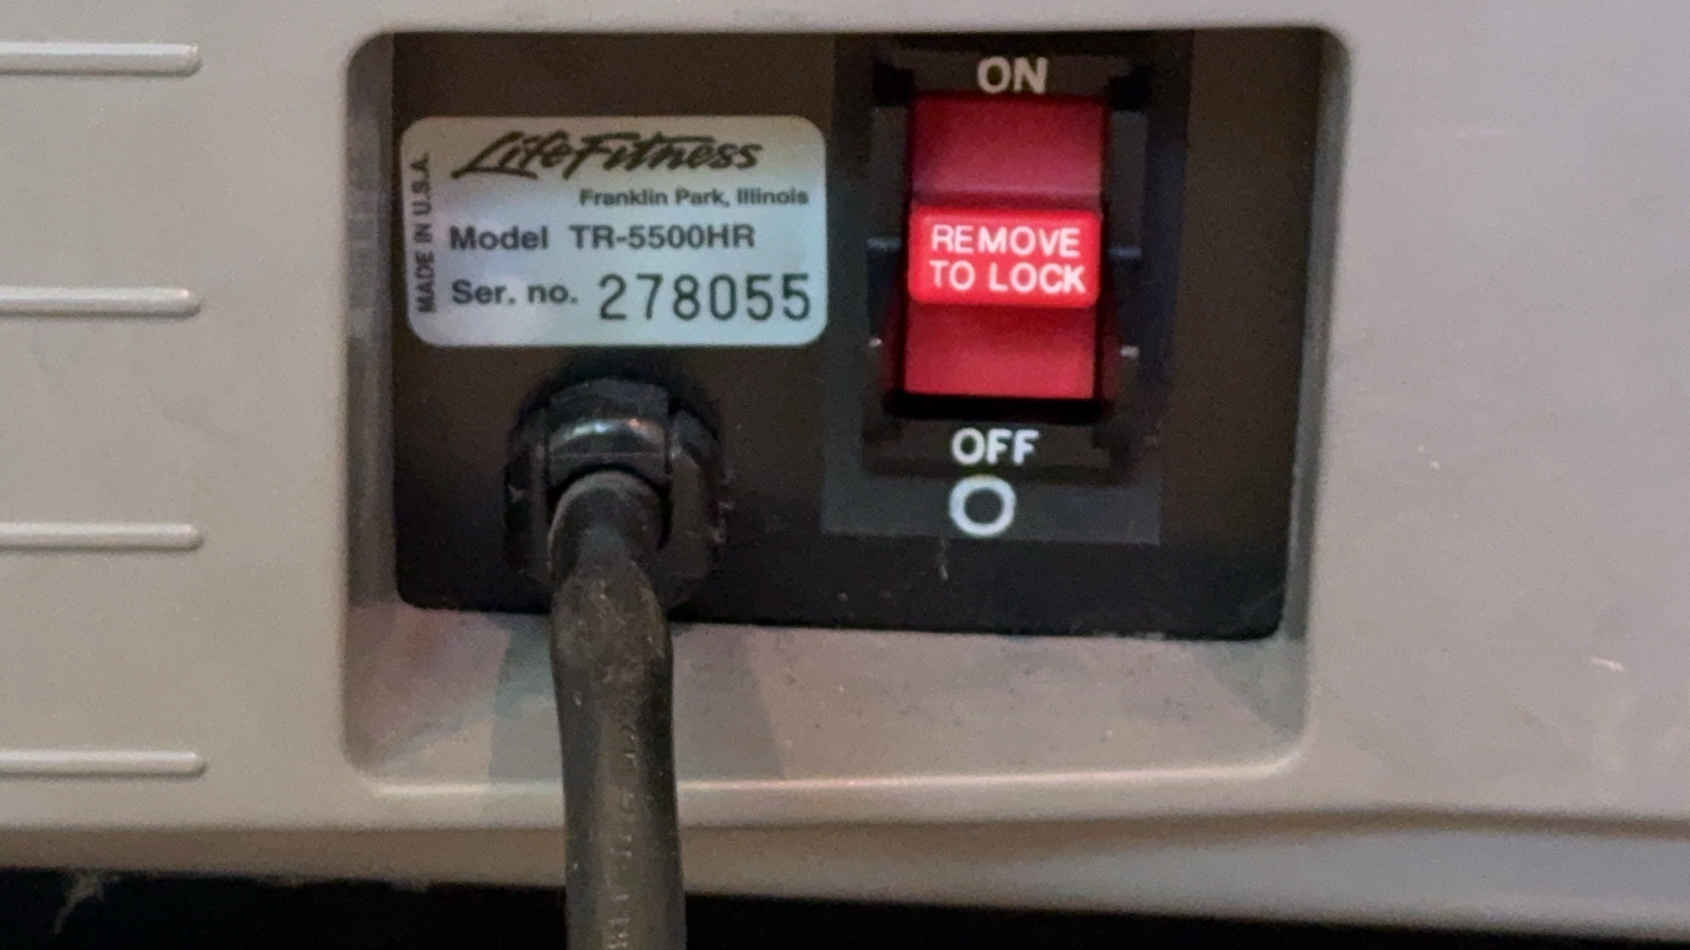 LifeFitness
Franklin Park, Illinois
Model TR-5500HR
Ser. no. 278055
MADE IN U.S.A.
ON
REMOVE
TO LOCK
OFF
O